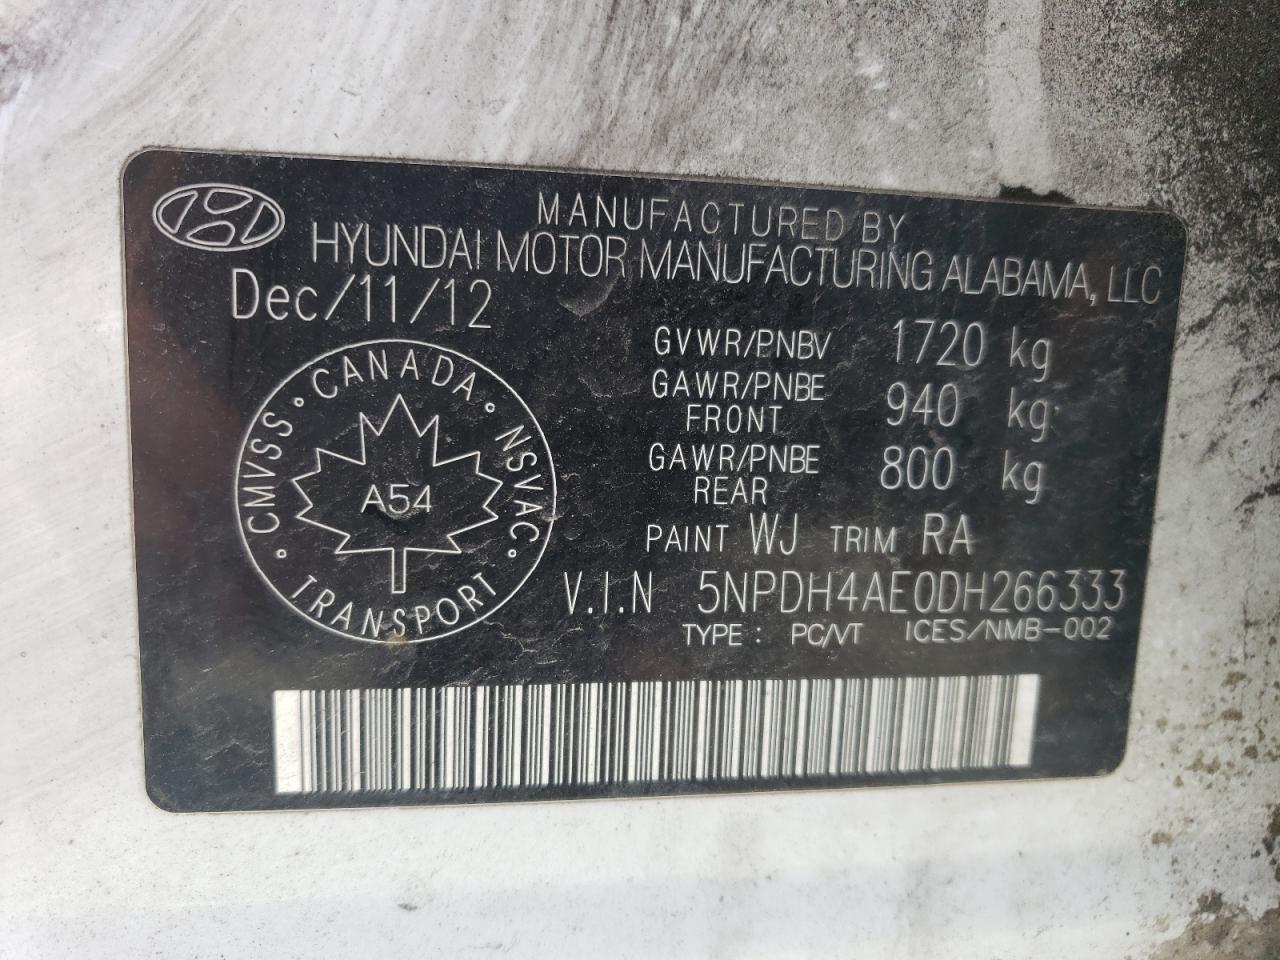 MANUFACTURED BY
HYUNDAI MOTOR MANUFACTURING ALABAMA, LLC
Dec/11/12
GVWR/PNBV 1720 kg
GAWR/PNBE FRONT 940 kg
GAWR/PNBE REAR 800 kg
PAINT WJ TRIM RA
V.I.N 5NPDH4AE0DH266333
TYPE : PC/VT ICES/NMB-002
CMVSS · CANADA · NSVAC ·
A54
TRANSPORT